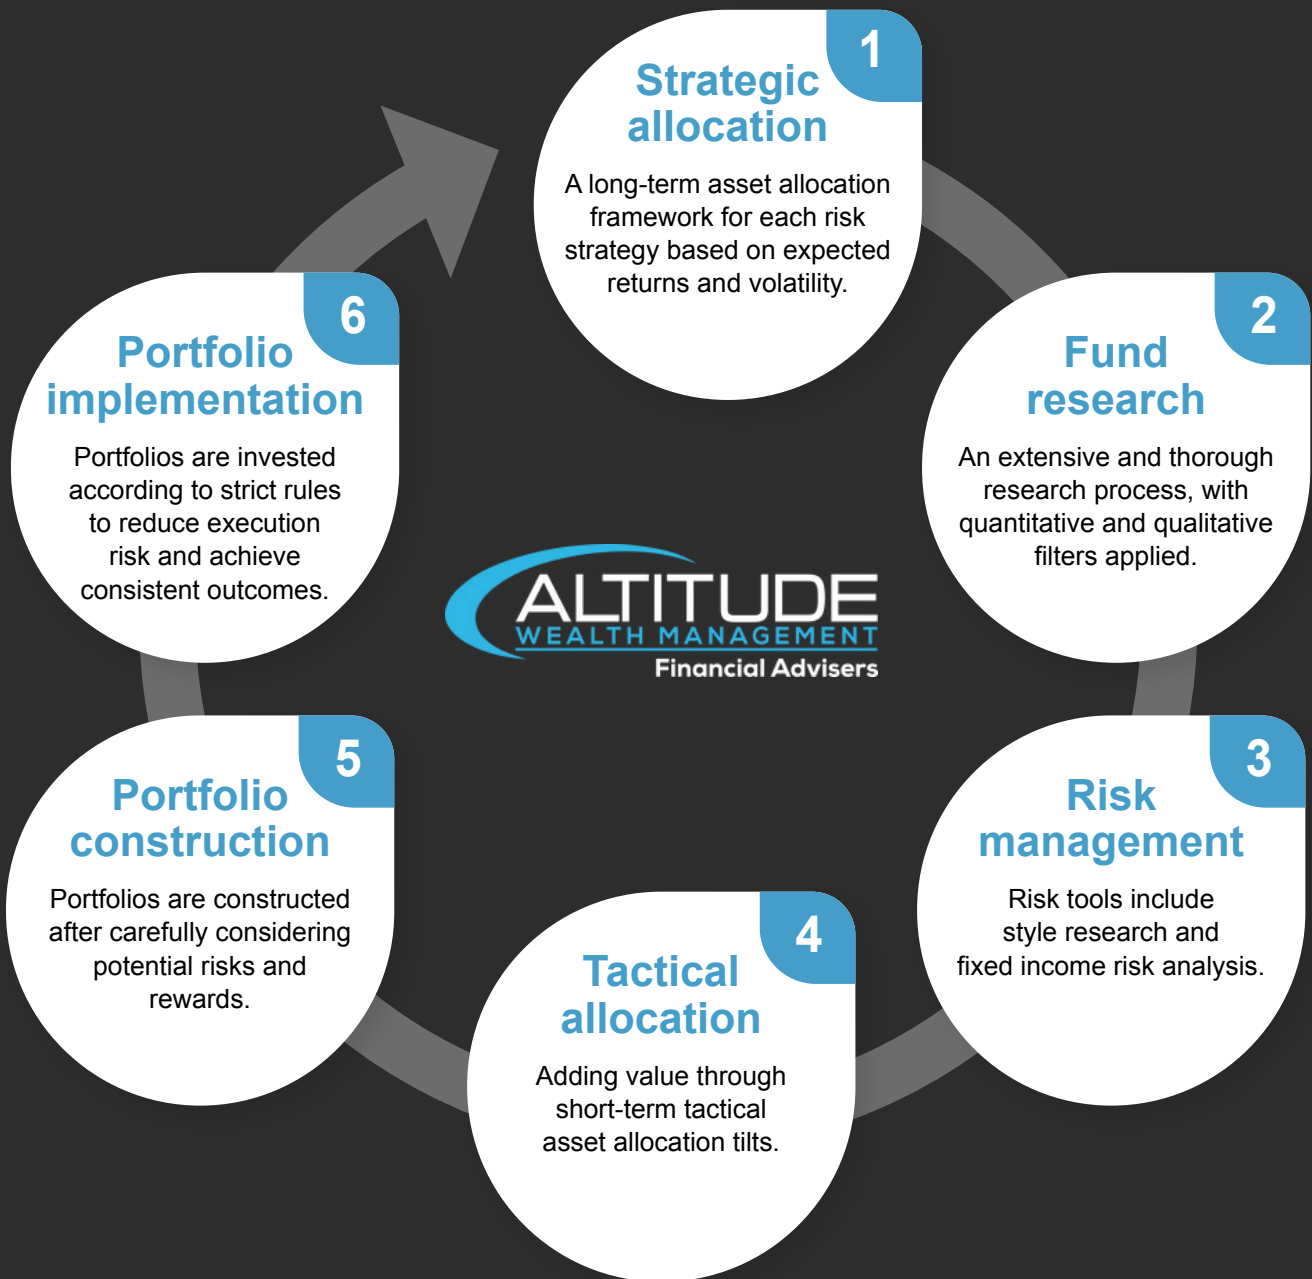 1
Strategic
allocation
A long-term asset allocation
framework for each risk
strategy based on expected
returns and volatility.
2
Fund
research
An extensive and thorough
research process, with
quantitative and qualitative
filters applied.
3
Risk
management
Risk tools include
style research and
fixed income risk analysis.
4
Tactical
allocation
Adding value through
short-term tactical
asset allocation tilts.
5
Portfolio
construction
Portfolios are constructed
after carefully considering
potential risks and
rewards.
6
Portfolio
implementation
Portfolios are invested
according to strict rules
to reduce execution
risk and achieve
consistent outcomes.
ALTITUDE
WEALTH MANAGEMENT
Financial Advisers